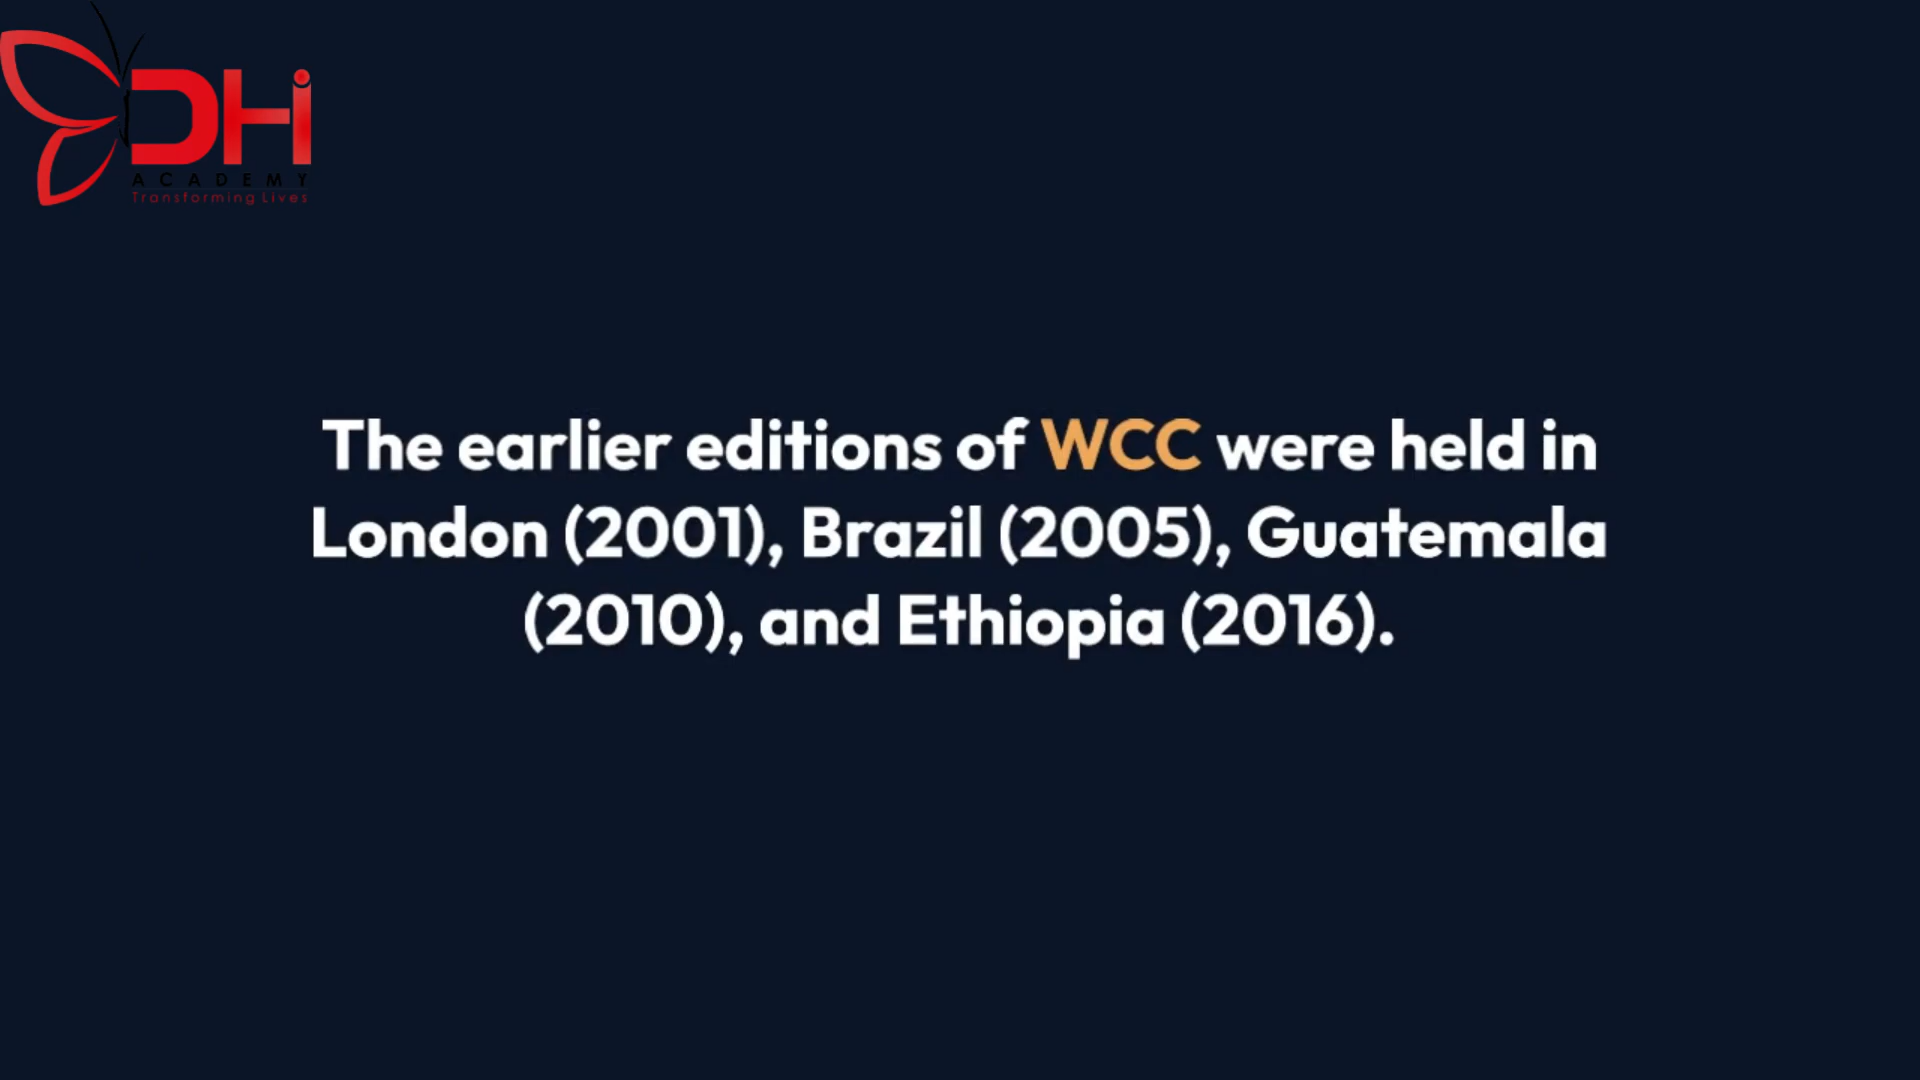 DHi
ACADEMY
Transforming Lives
The earlier editions of WCC were held in
London (2001), Brazil (2005), Guatemala
(2010), and Ethiopia (2016).